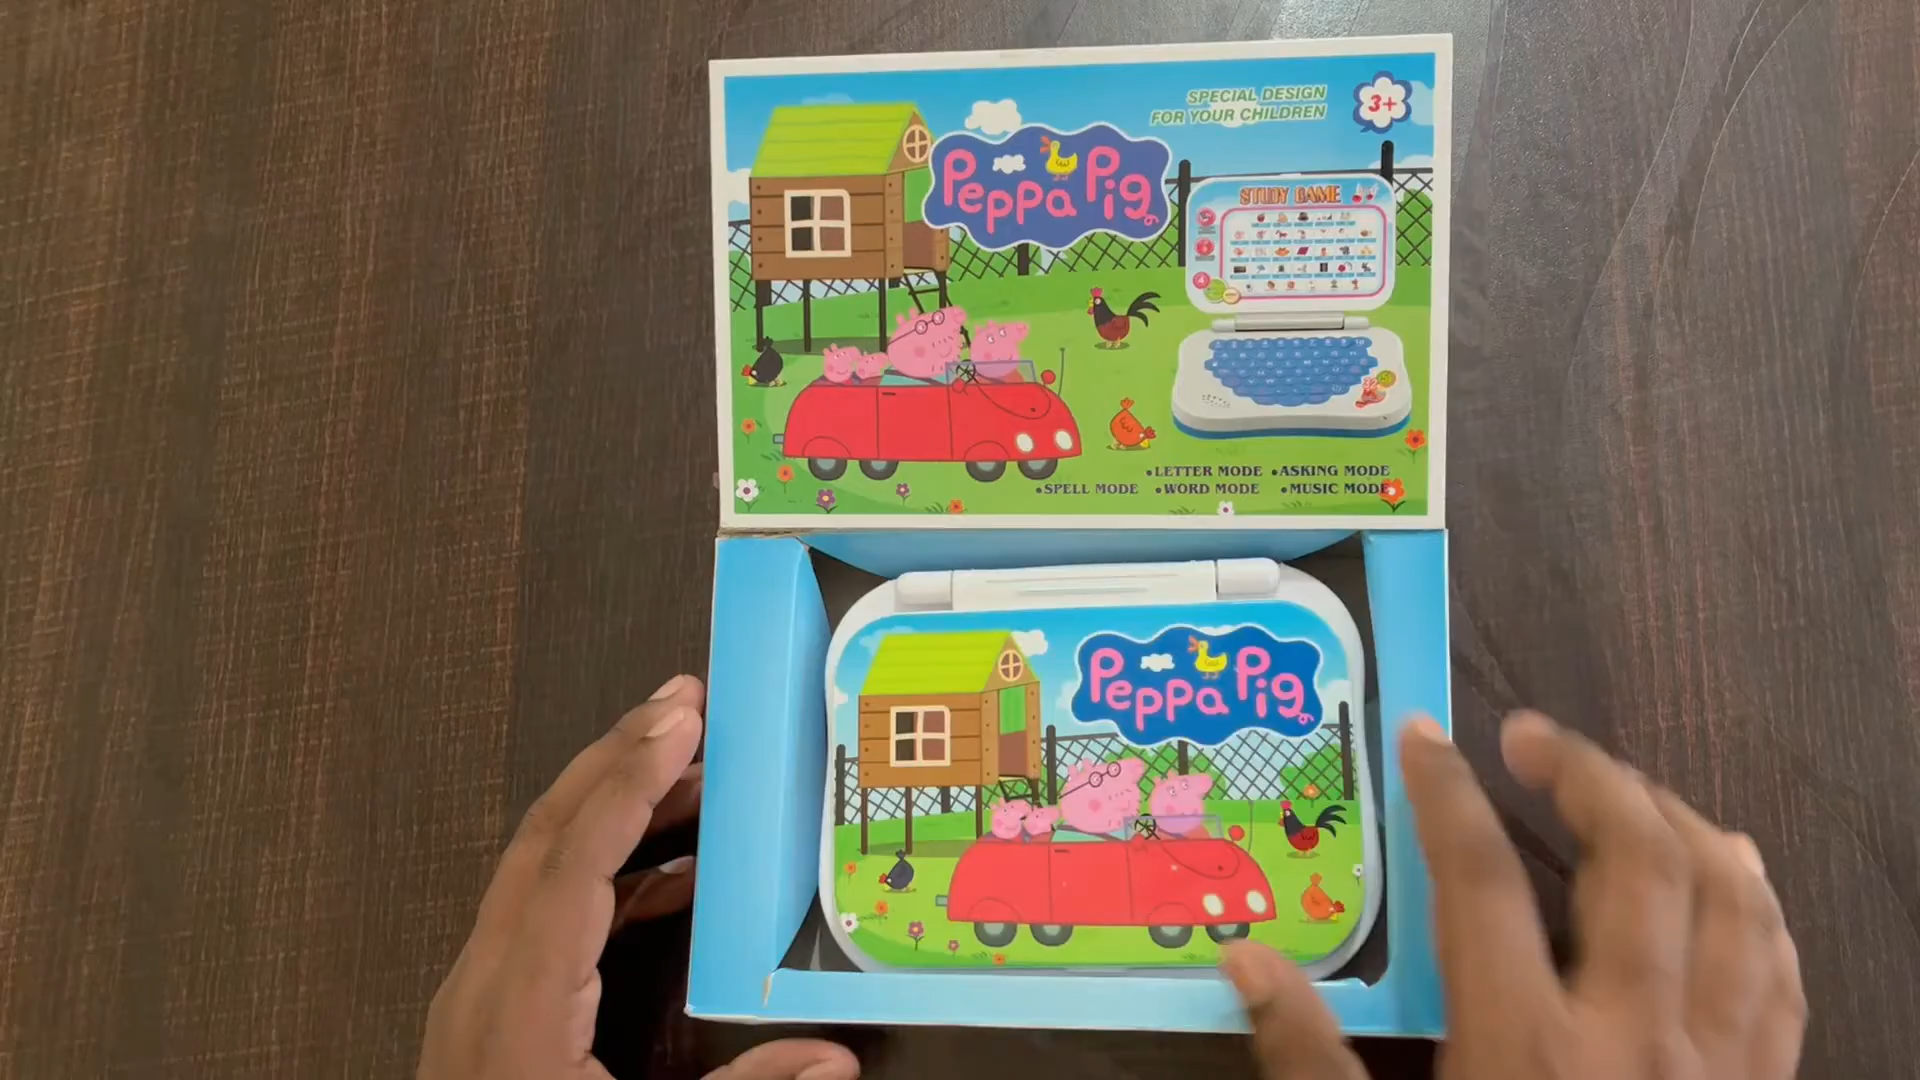 SPECIAL DESIGN
FOR YOUR CHILDREN
3+
Peppa Pig
STUDY GAME
•LETTER MODE •ASKING MODE
•SPELL MODE •WORD MODE •MUSIC MODE
Peppa Pig